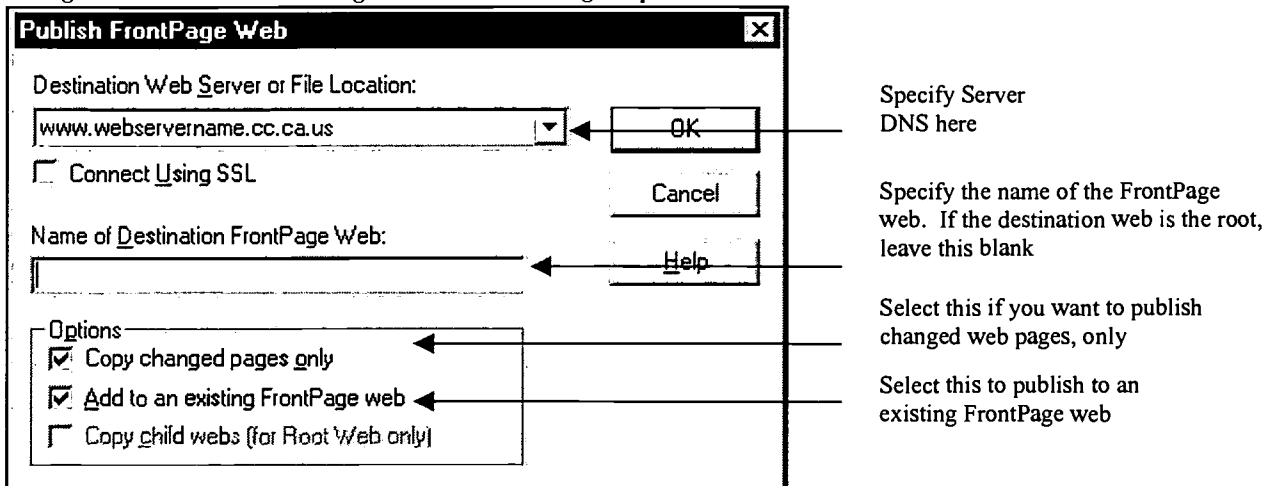 Publish FrontPage Web
Destination Web Server or File Location:
www.webservername.cc.ca.us
OK
Connect Using SSL
Cancel
Name of Destination FrontPage Web:
Help
Options
Copy changed pages only
Add to an existing FrontPage web
Copy child webs (for Root Web only)
Specify Server
DNS here
Specify the name of the FrontPage
web. If the destination web is the root,
leave this blank
Select this if you want to publish
changed web pages, only
Select this to publish to an
existing FrontPage web